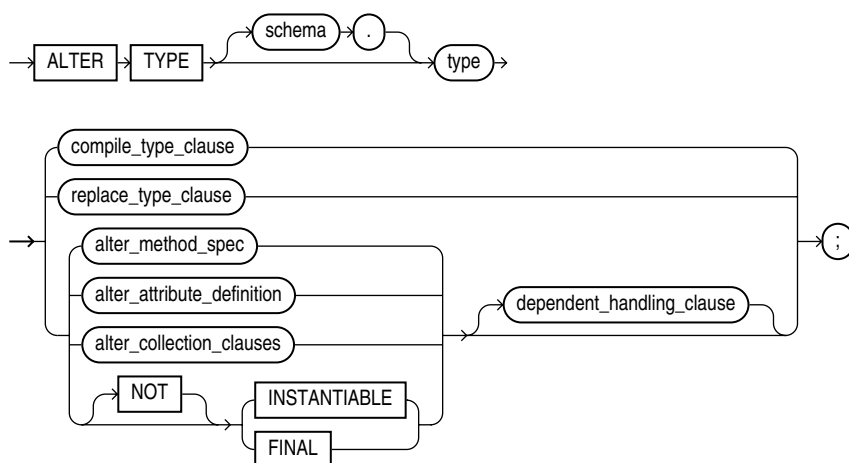 schema .
ALTER TYPE type
compile_type_clause
replace_type_clause
alter_method_spec ;
alter_attribute_definition dependent_handling_clause
alter_collection_clauses
NOT INSTANTIABLE
FINAL